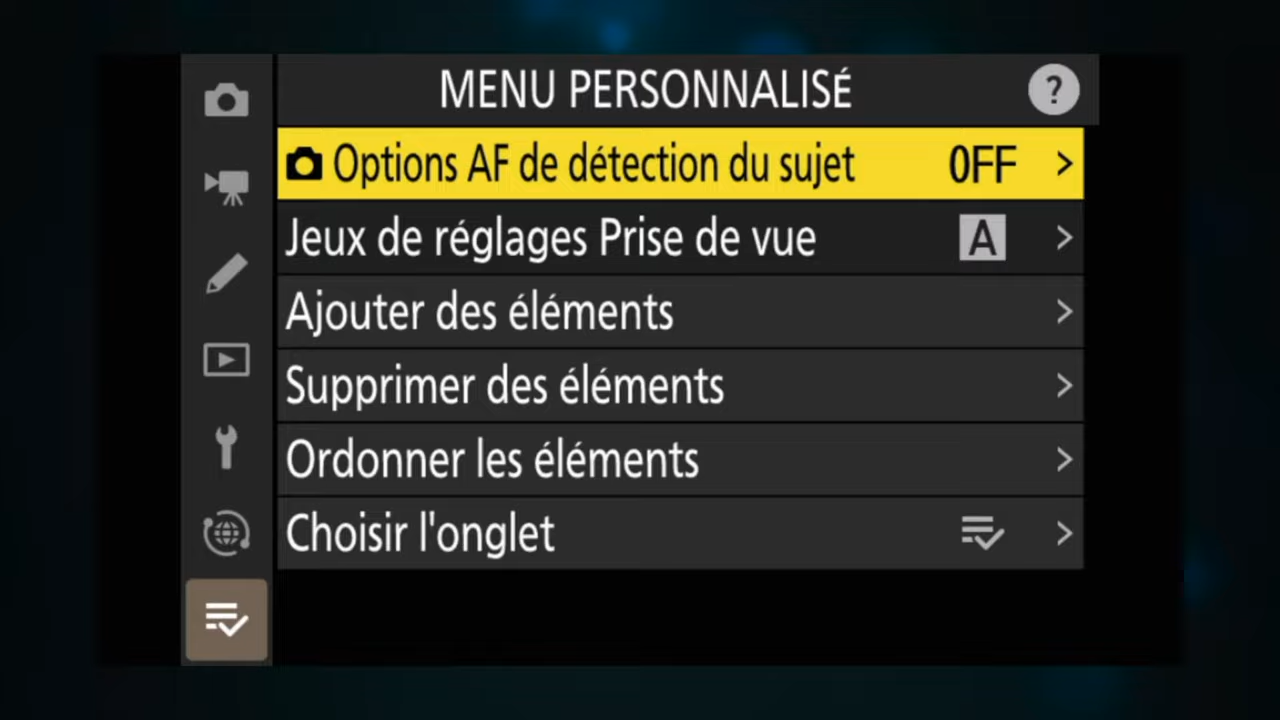 MENU PERSONNALISÉ ?
Options AF de détection du sujet OFF >
Jeux de réglages Prise de vue A >
Ajouter des éléments >
Supprimer des éléments >
Ordonner les éléments >
Choisir l'onglet >